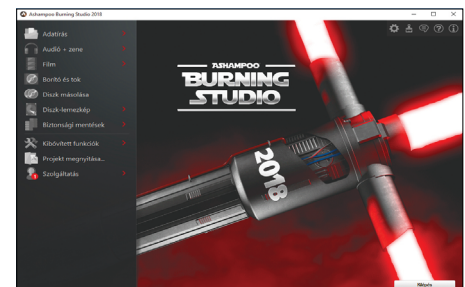 Ashampoo Burning Studio 2018
Adatírás
Audió + zene
Film
Borító és tok
Diszk másolása
Diszk-lemezkép
Biztonsági mentések
Kibővített funkciók
Projekt megnyitása...
Szolgáltatás
ASHAMPOO
BURNING
STUDIO
2018
Kilépés